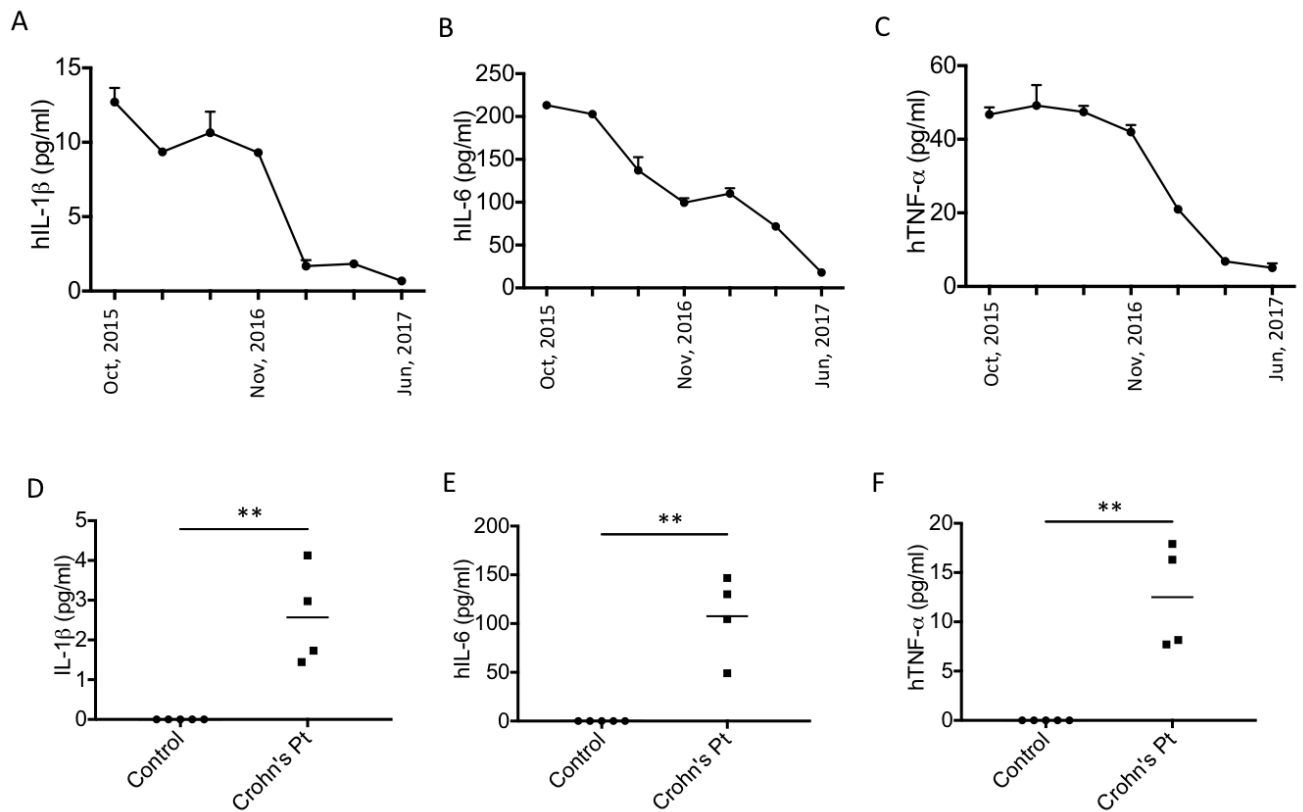 A
hIL-1β (pg/ml)
15
10
5
0
Oct, 2015
Nov, 2016
Jun, 2017
B
hIL-6 (pg/ml)
250
200
150
100
50
0
Oct, 2015
Nov, 2016
Jun, 2017
C
hTNF-α (pg/ml)
60
40
20
0
Oct, 2015
Nov, 2016
Jun, 2017
D
IL-1β (pg/ml)
5
4
3
2
1
0
**
Control
Crohn's Pt
E
hIL-6 (pg/ml)
200
150
100
50
0
**
Control
Crohn's Pt
F
hTNF-α (pg/ml)
20
15
10
5
0
**
Control
Crohn's Pt